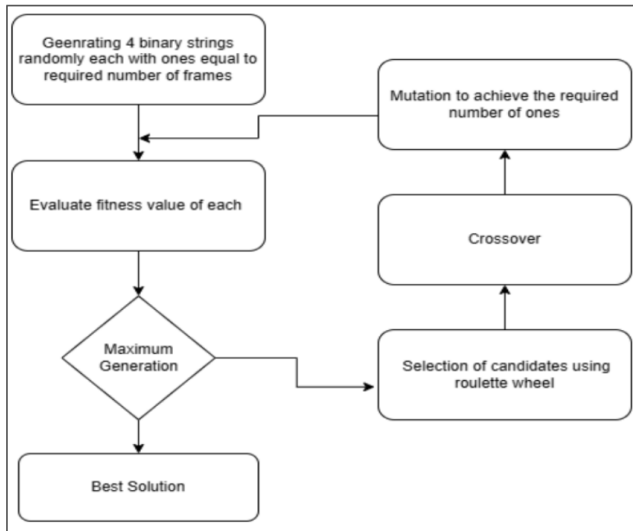 Geenrating 4 binary strings
randomly each with ones equal to
required number of frames
Mutation to achieve the required
number of ones
Evaluate fitness value of each
Crossover
Maximum
Generation
Selection of candidates using
roulette wheel
Best Solution